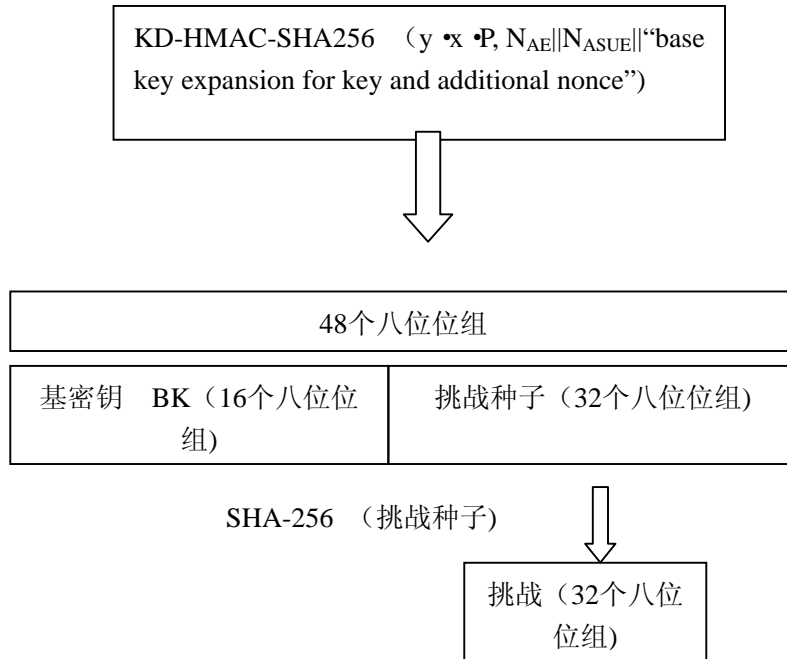 KD-HMAC-SHA256 （y •x •P, NAE||NASUE||“base
key expansion for key and additional nonce”)
48个八位位组
基密钥 BK（16个八位位
组)
挑战种子（32个八位位组)
SHA-256 （挑战种子)
挑战（32个八位
位组)